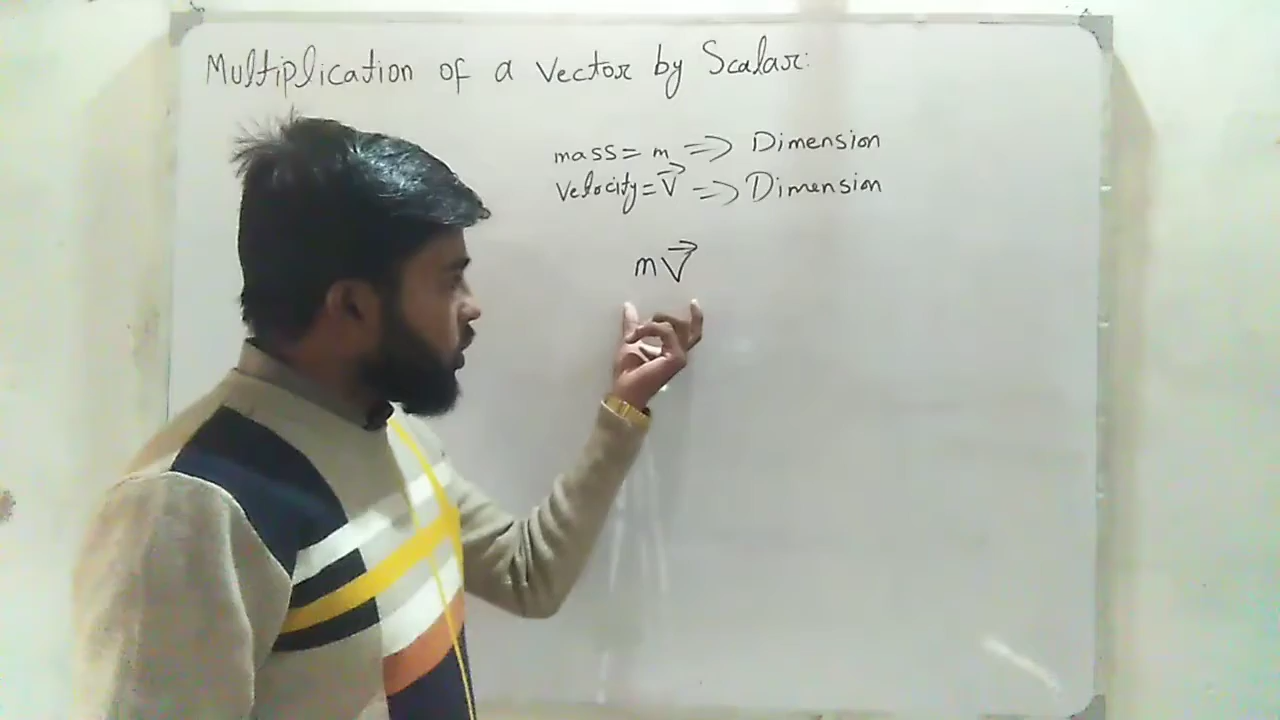 Multiplication of a Vector by Scalar:
mass = m => Dimension
Velocity = V⃗ => Dimension
mV⃗